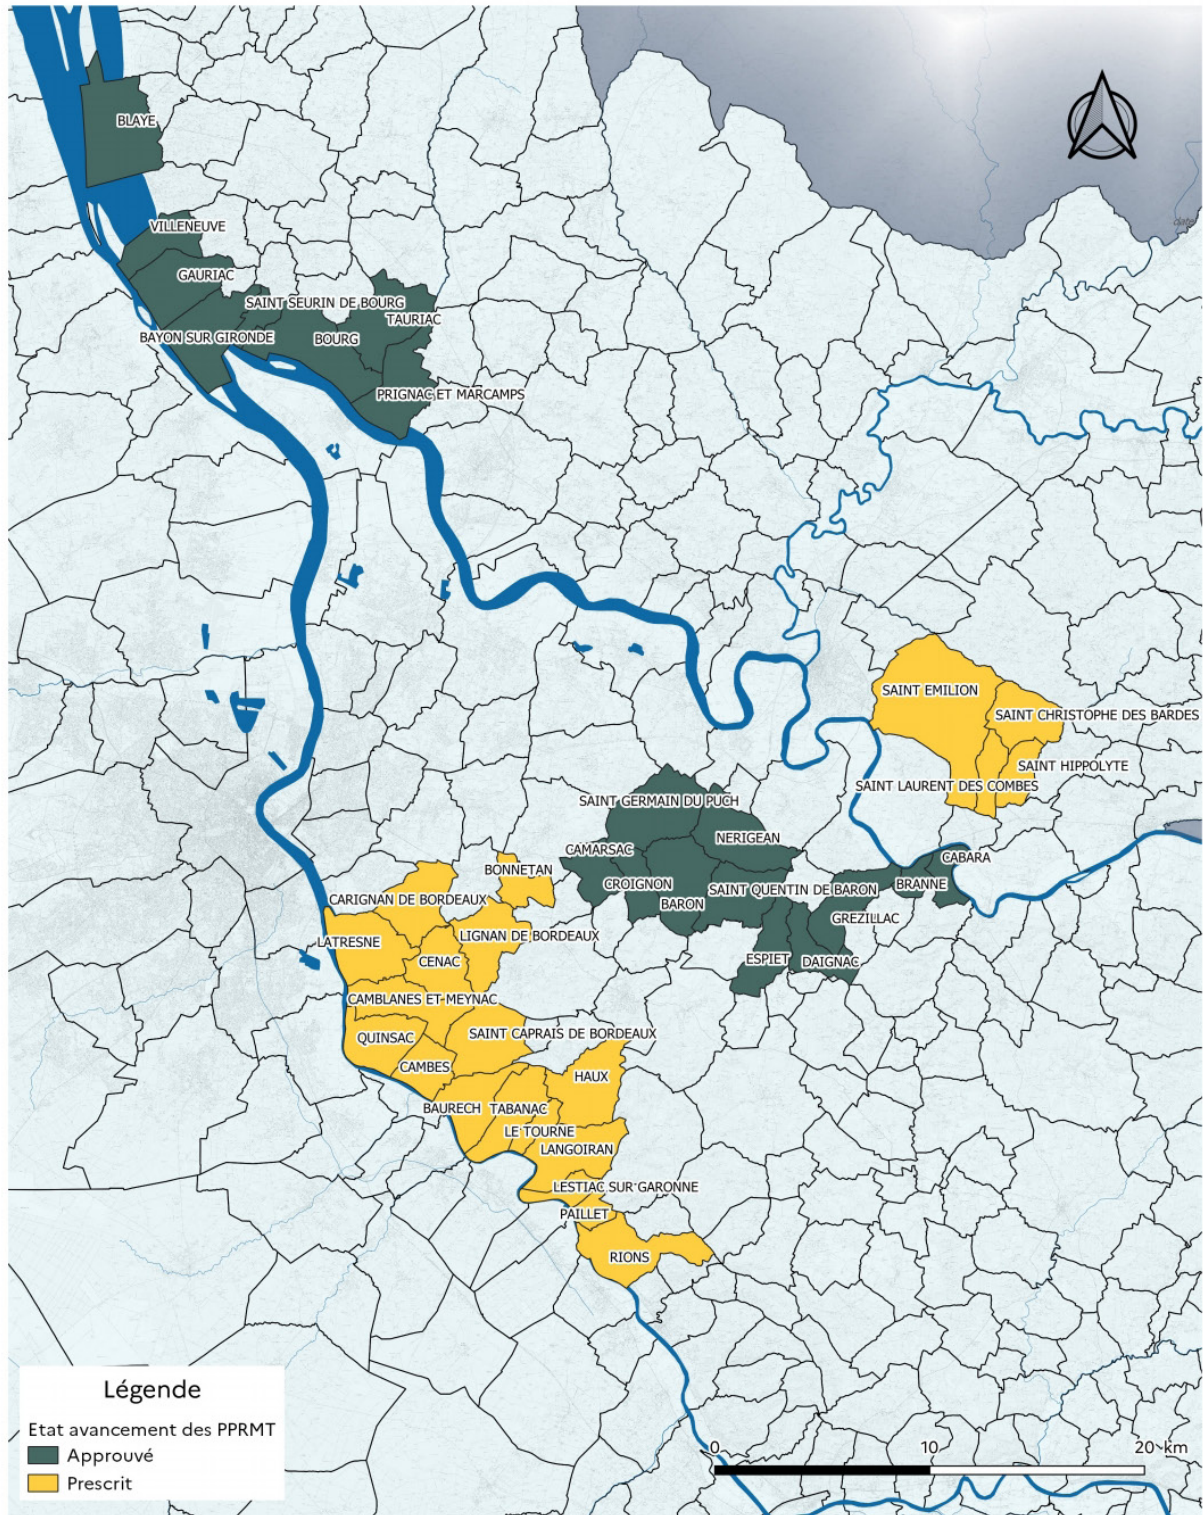 BLAYE
VILLENEUVE
GAURIAC
SAINT SEURIN DE BOURG
TAURIAC
BAYON SUR GIRONDE
BOURG
PRIGNAC ET MARCAMPS
SAINT EMILION
SAINT CHRISTOPHE DES BARDES
SAINT HIPPOLYTE
SAINT LAURENT DES COMBES
SAINT GERMAIN DU PUCH
NERIGEAN
CAMARSAC
CABARA
BONNETAN
CROIGNON
BRANNE
SAINT QUENTIN DE BARON
CARIGNAN DE BORDEAUX
BARON
GREZILLAC
LATRESNE
LIGNAN DE BORDEAUX
CENAC
ESPIET
DAIGNAC
CAMBLANES ET MEYNAC
QUINSAC
SAINT CAPRAIS DE BORDEAUX
CAMBES
HAUX
BAURECH
TABANAC
LE TOURNE
LANGOIRAN
LESTIAC SUR GARONNE
PAILLET
RIONS
Légende
Etat avancement des PPRMT
Approuvé
Prescrit
0 10 20 km